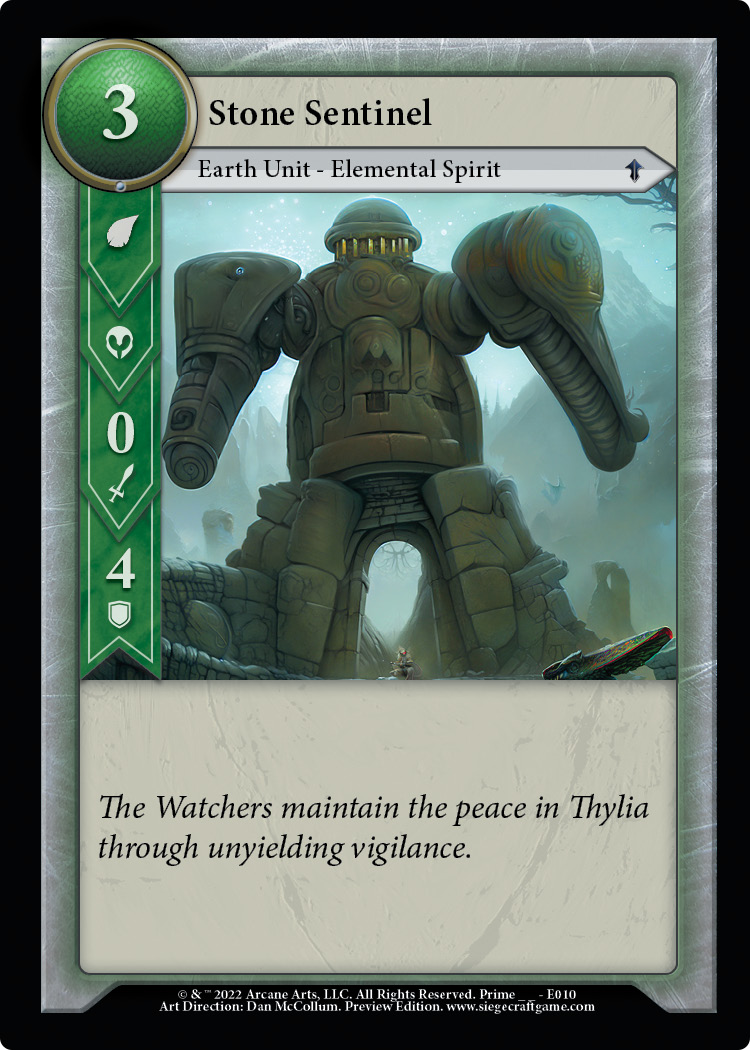 3
Stone Sentinel
Earth Unit - Elemental Spirit
0
4
The Watchers maintain the peace in Thylia
through unyielding vigilance.
© & ™ 2022 Arcane Arts, LLC. All Rights Reserved. Prime _ _ - E010
Art Direction: Dan McCollum. Preview Edition. www.siegecraftgame.com